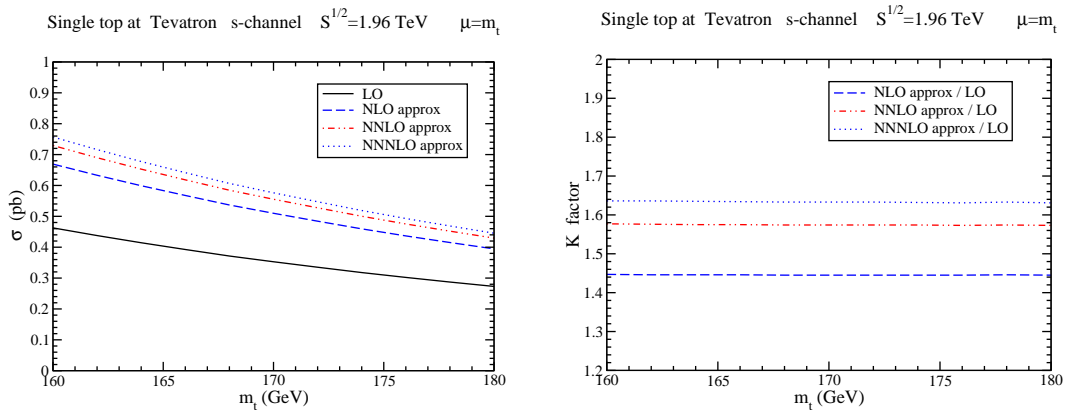 Single top at Tevatron s-channel S^1/2=1.96 TeV μ=m_t
1
0.9
0.8
0.7
0.6
0.5
0.4
0.3
0.2
0.1
0
σ (pb)
LO
NLO approx
NNLO approx
NNNLO approx
160 165 170 175 180
m_t (GeV)
Single top at Tevatron s-channel S^1/2=1.96 TeV μ=m_t
2
1.9
1.8
1.7
1.6
1.5
1.4
1.3
1.2
K factor
NLO approx / LO
NNLO approx / LO
NNNLO approx / LO
160 165 170 175 180
m_t (GeV)